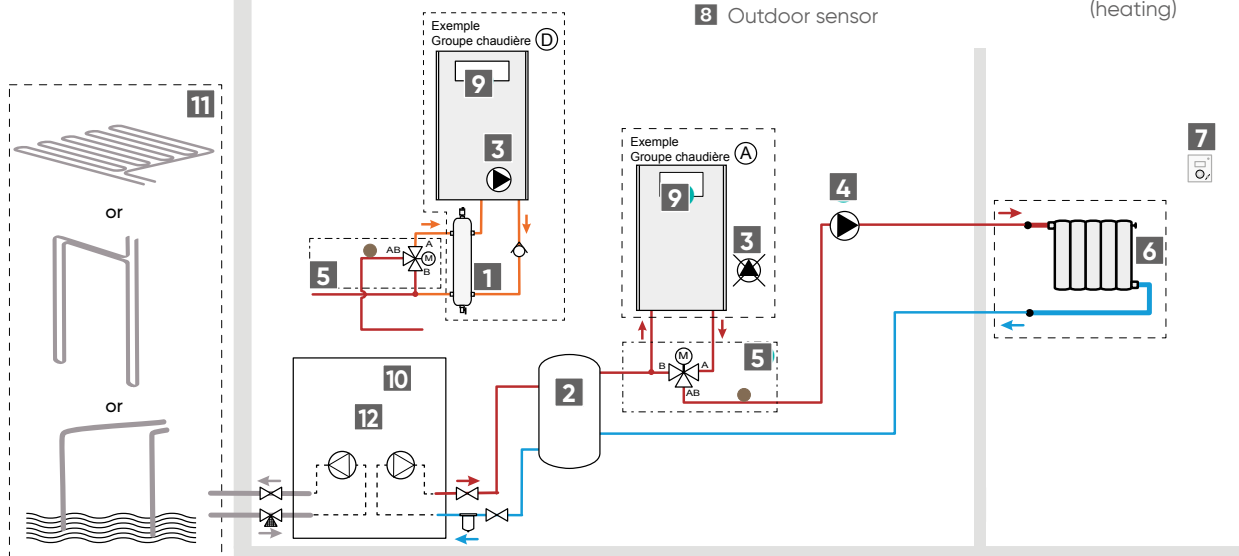 8 Outdoor sensor
(heating)
Exemple
Groupe chaudière D
9
3
11
or
or
AB
A
M
B
5
1
Exemple
Groupe chaudière A
9
3
4
7
6
B
M
A
AB
5
2
10
12